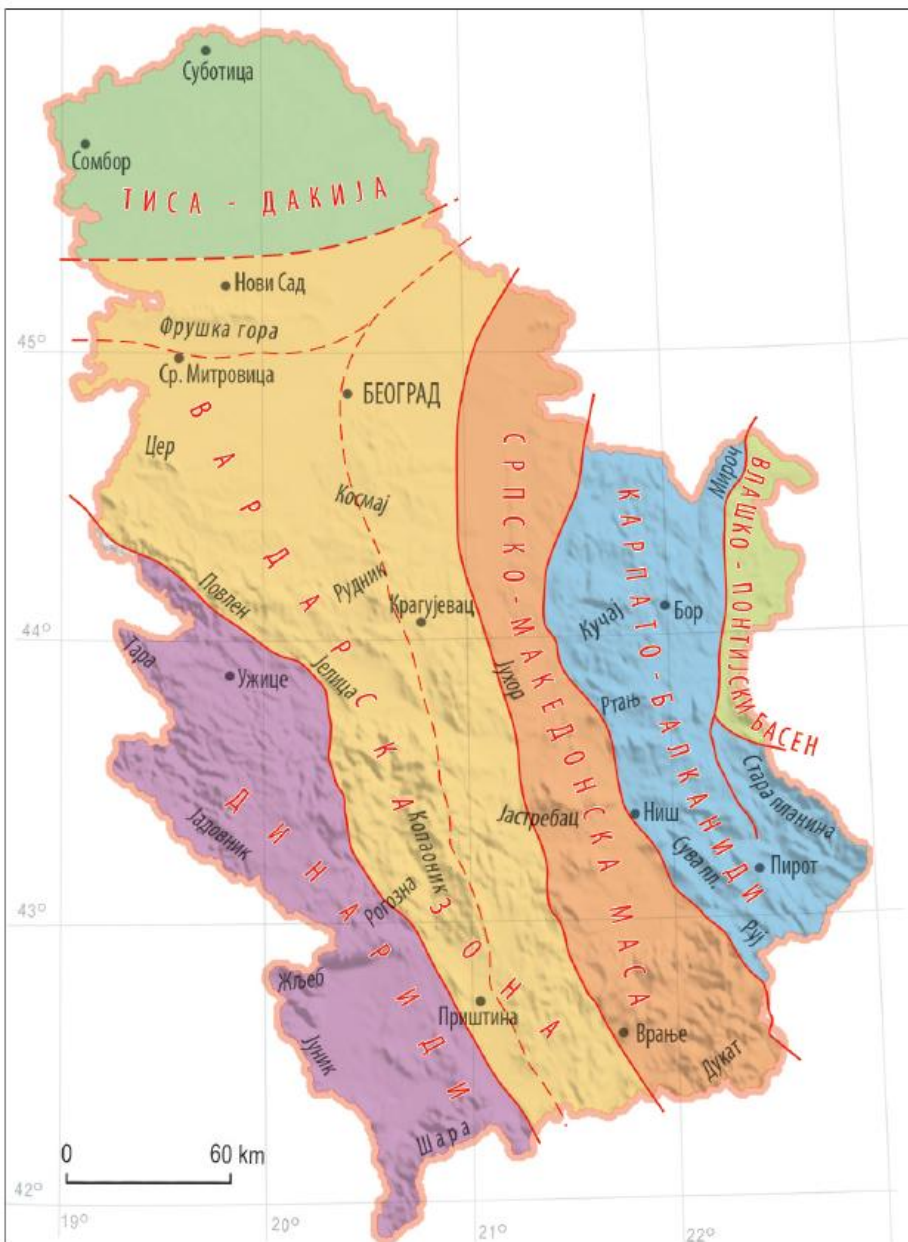 Суботица
Сомбор
ТИСА - ДАКИЈА
Нови Сад
Фрушка гора
45°
Ср. Митровица
БЕОГРАД
ВАРДАРСКА ЗОНА
Цер
Космај
СРПСКО-МАКЕДОНСКА МАСА
КАРПАТО-БАЛКАНИДИ
Мироч
ВЛАШКО-ПОНТИЈСКИ БАСЕН
Повлен
Рудник
Крагујевац
Кучај
Бор
44°
Тара
Ужице
Јелица
Јухор
Ртањ
Стара планина
ДИНАРИДИ
Јадовник
Копаоник
Јастребац
Ниш
Сува пл.
Пирот
Рогозна
43°
Руј
Жљеб
Јуник
Приштина
Врање
Дукат
Шара
0 60 km
42°
19° 20° 21° 22°